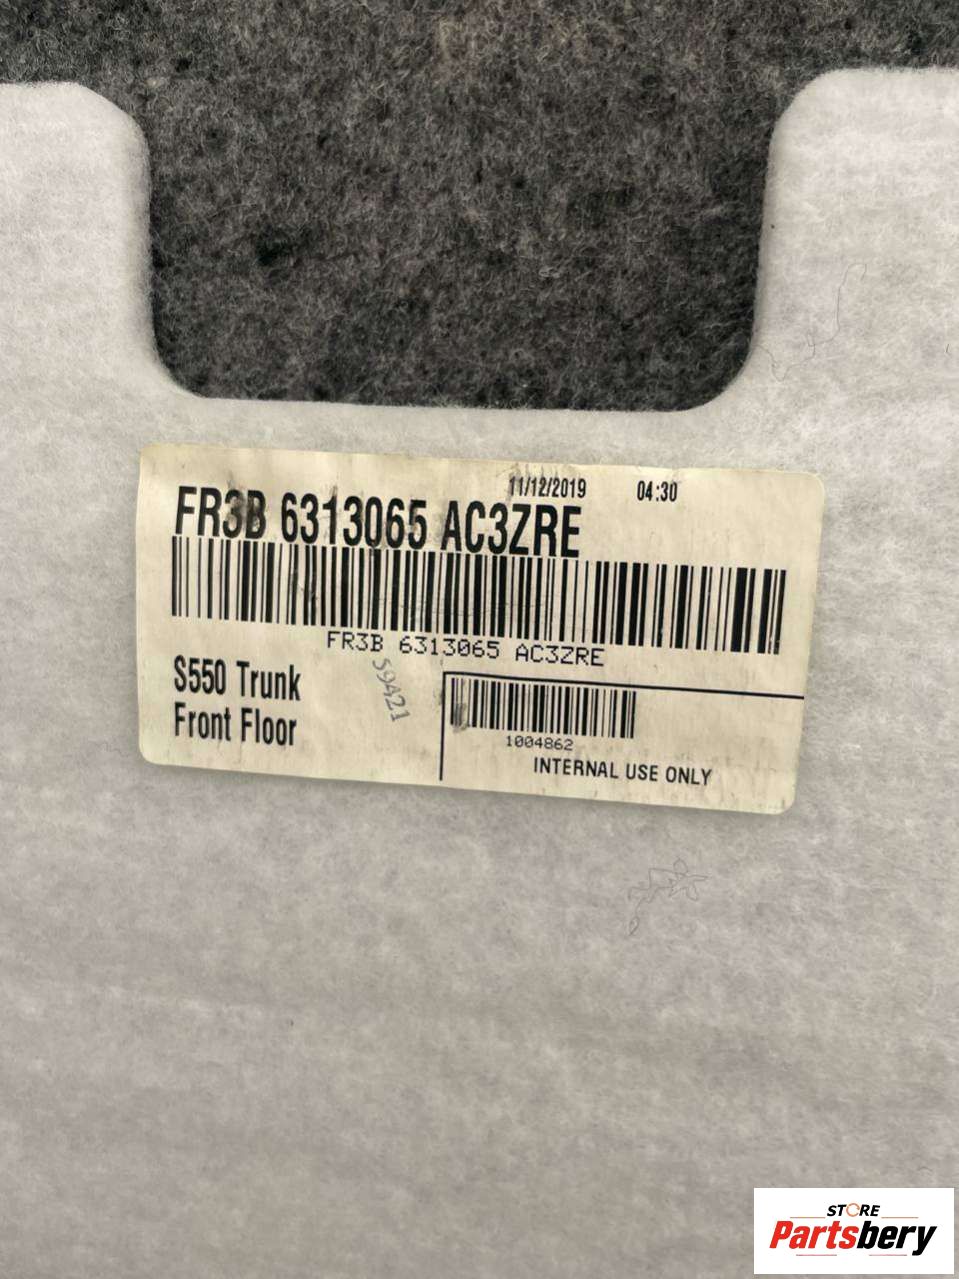 11/12/2019 04:30
FR3B 6313065 AC3ZRE
FR3B 6313065 AC3ZRE
S550 Trunk
Front Floor
59421
1004862
INTERNAL USE ONLY
STORE
Partsbery